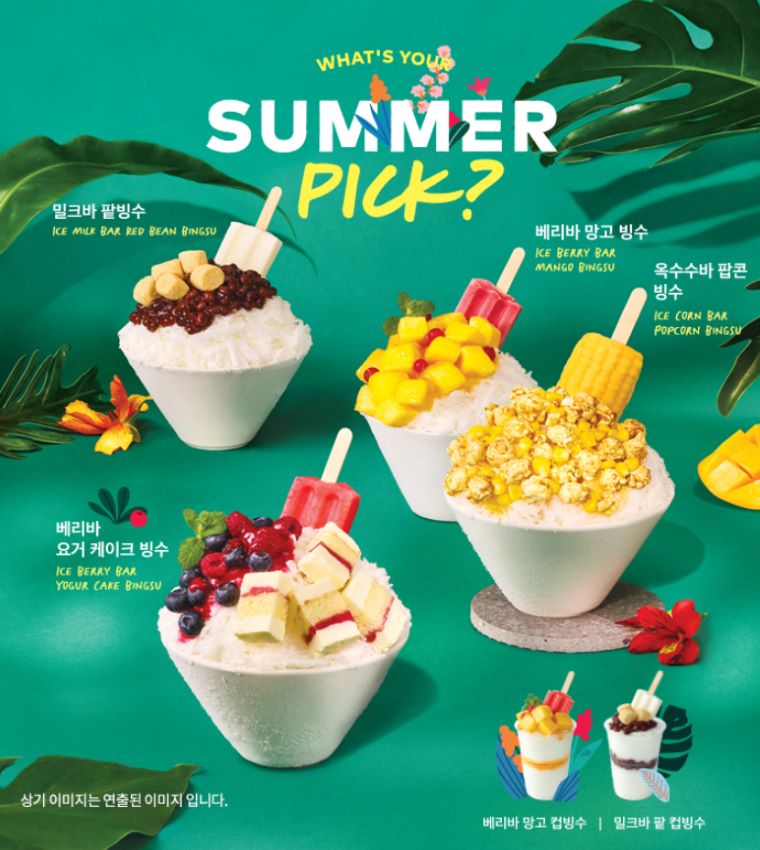 WHAT'S YOUR
SUMMER
PICK?
밀크바 팥빙수
ICE MILK BAR RED BEAN BINGSU
베리바 망고 빙수
ICE BERRY BAR
MANGO BINGSU
옥수수바 팝콘
빙수
ICE CORN BAR
POPCORN BINGSU
베리바
요거 케이크 빙수
ICE BERRY BAR
YOGUR CAKE BINGSU
상기 이미지는 연출된 이미지 입니다.
베리바 망고 컵빙수 | 밀크바 팥 컵빙수